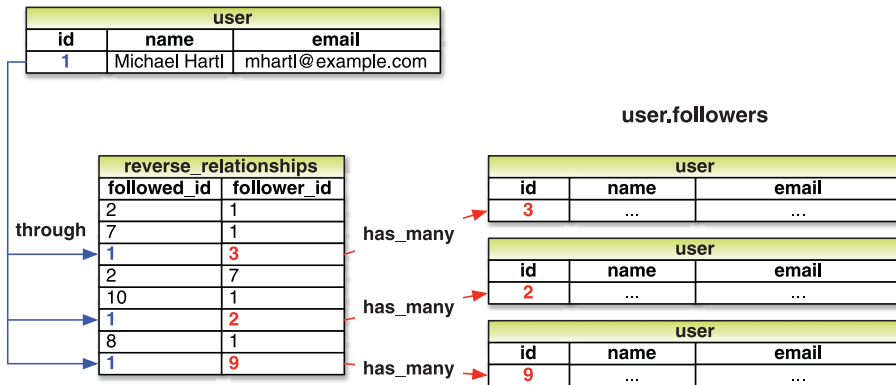 user
id name email
1 Michael Hartl mhartl@example.com
user.followers
reverse_relationships
followed_id follower_id
2 1
7 1
1 3
2 7
10 1
1 2
8 1
1 9
through
has_many
has_many
has_many
user
id name email
3 ... ...
user
id name email
2 ... ...
user
id name email
9 ... ...